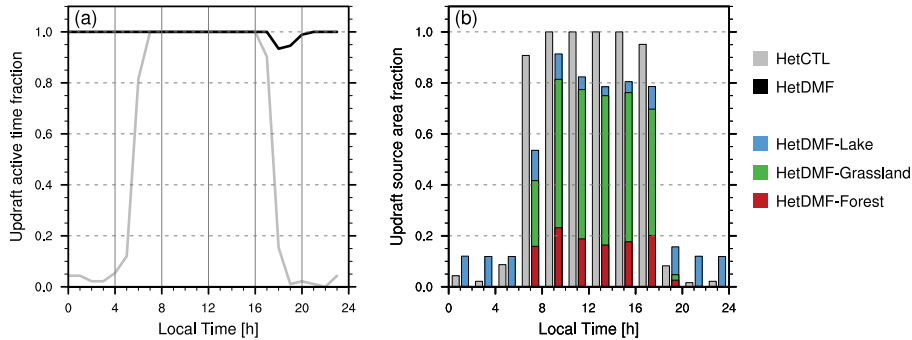 (a)
Updraft active time fraction
1.0
0.8
0.6
0.4
0.2
0.0
0 4 8 12 16 20 24
Local Time [h]
(b)
Updraft source area fraction
1.0
0.8
0.6
0.4
0.2
0.0
0 4 8 12 16 20 24
Local Time [h]
HetCTL
HetDMF
HetDMF-Lake
HetDMF-Grassland
HetDMF-Forest